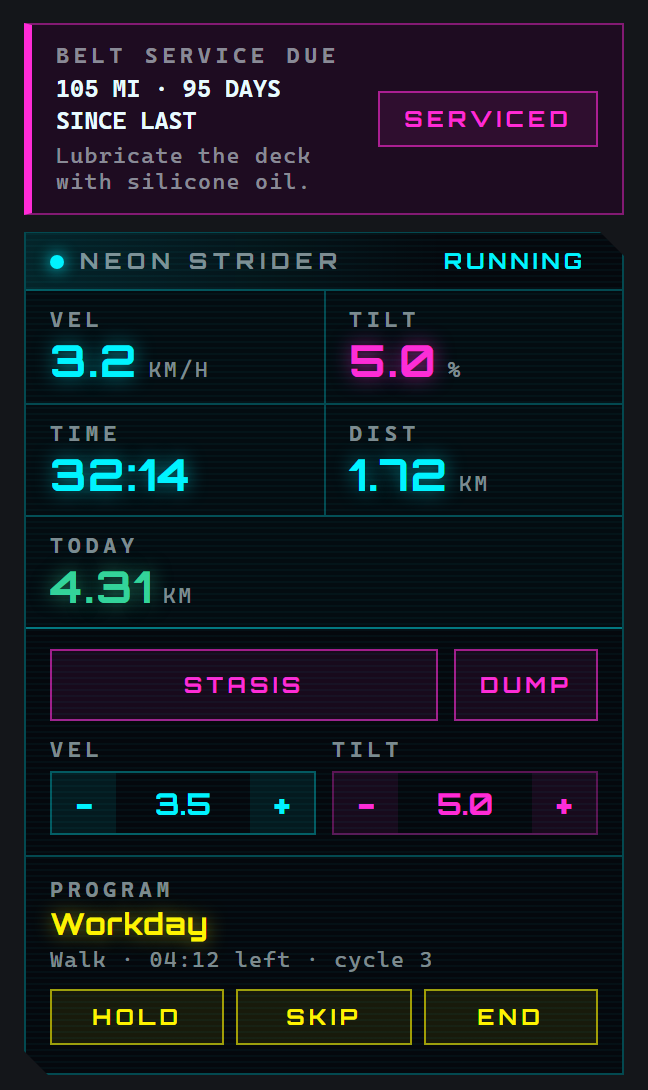 BELT SERVICE DUE
105 MI · 95 DAYS
SINCE LAST
SERVICED
Lubricate the deck
with silicone oil.
NEON STRIDER RUNNING
VEL TILT
3.2 KM/H 5.0 %
TIME DIST
32:14 1.72 KM
TODAY
4.31 KM
STASIS DUMP
VEL TILT
- 3.5 + - 5.0 +
PROGRAM
Workday
Walk · 04:12 left · cycle 3
HOLD SKIP END